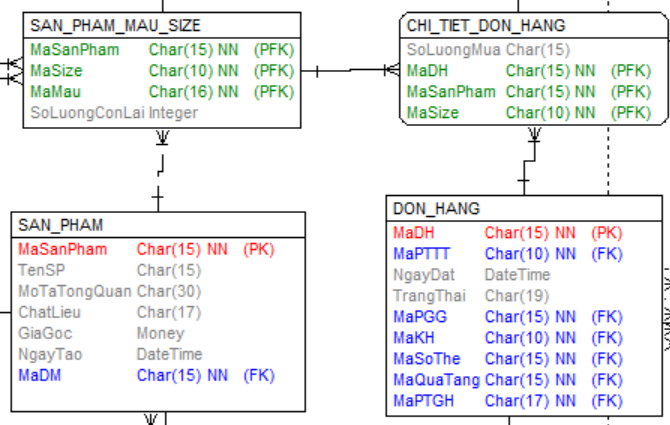 SAN_PHAM_MAU_SIZE
MaSanPham Char(15) NN (PFK)
MaSize Char(10) NN (PFK)
MaMau Char(16) NN (PFK)
SoLuongConLai Integer
CHI_TIET_DON_HANG
SoLuongMua Char(15)
MaDH Char(15) NN (PFK)
MaSanPham Char(15) NN (PFK)
MaSize Char(10) NN (PFK)
SAN_PHAM
MaSanPham Char(15) NN (PK)
TenSP Char(15)
MoTaTongQuan Char(30)
ChatLieu Char(17)
GiaGoc Money
NgayTao DateTime
MaDM Char(15) NN (FK)
DON_HANG
MaDH Char(15) NN (PK)
MaPTTT Char(10) NN (FK)
NgayDat DateTime
TrangThai Char(19)
MaPGG Char(15) NN (FK)
MaKH Char(10) NN (FK)
MaSoThe Char(15) NN (FK)
MaQuaTang Char(15) NN (FK)
MaPTGH Char(17) NN (FK)